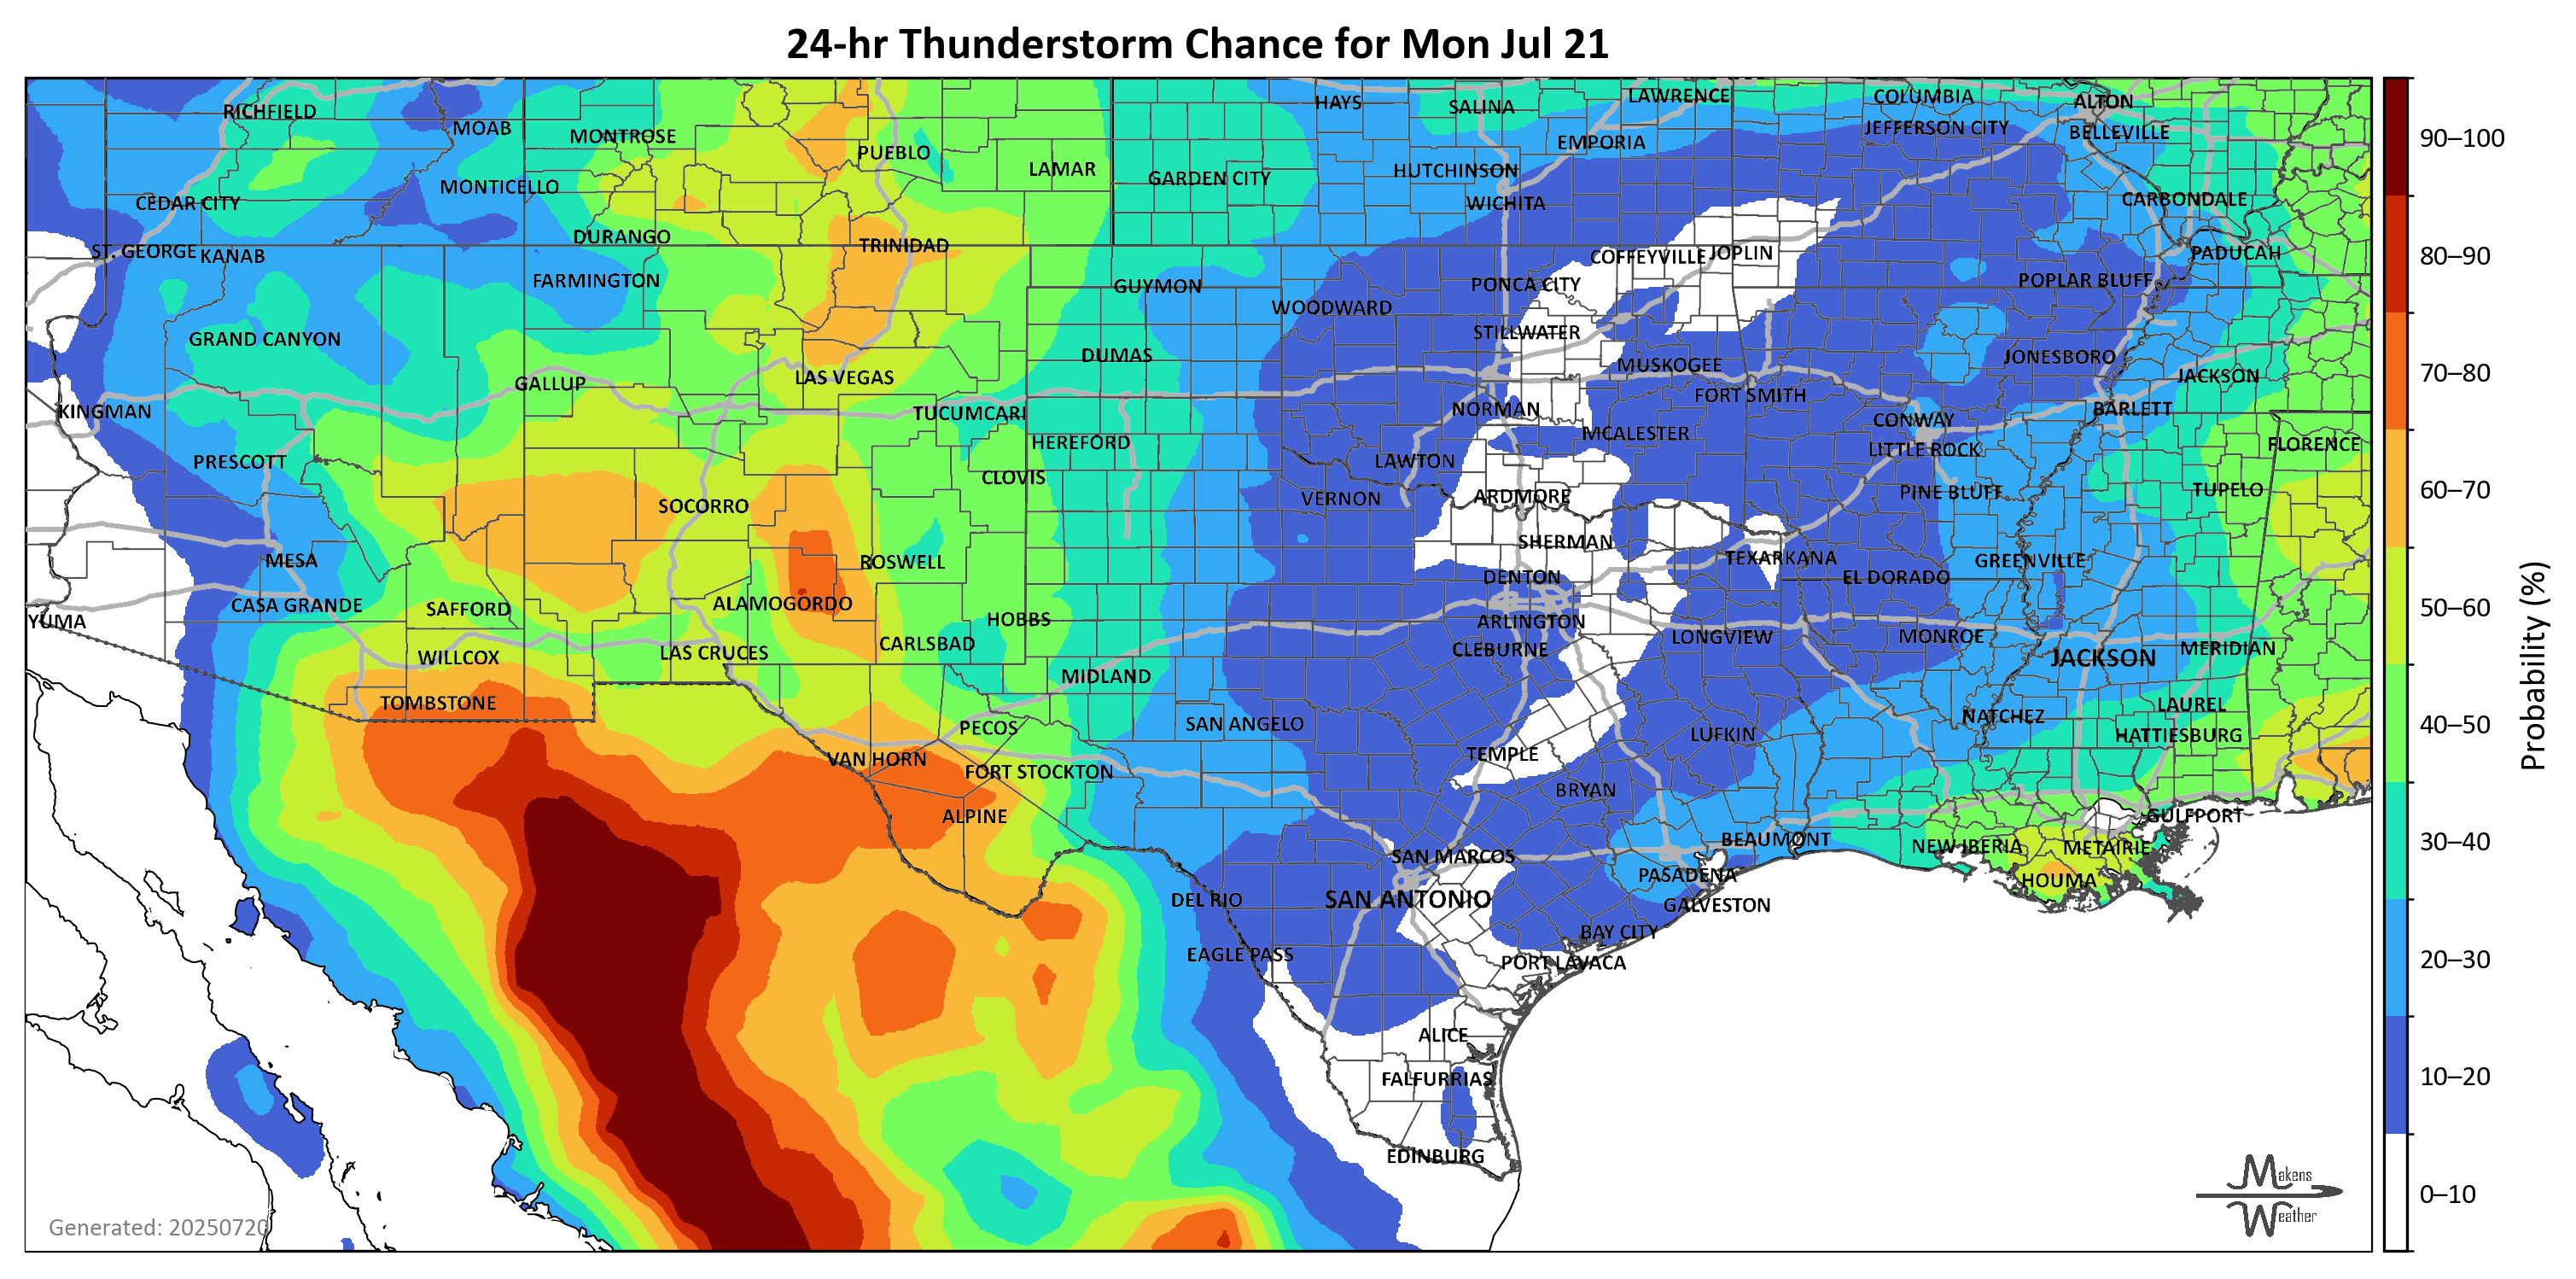 24-hr Thunderstorm Chance for Mon Jul 21
RICHFIELD
MOAB
MONTROSE
PUEBLO
LAMAR
GARDEN CITY
HAYS
SALINA
LAWRENCE
COLUMBIA
ALTON
JEFFERSON CITY
BELLEVILLE
EMPORIA
HUTCHINSON
MONTICELLO
CEDAR CITY
WICHITA
CARBONDALE
DURANGO
TRINIDAD
ST. GEORGE
KANAB
COFFEYVILLE
JOPLIN
PADUCAH
FARMINGTON
GUYMON
PONCA CITY
POPLAR BLUFF
WOODWARD
GRAND CANYON
STILLWATER
DUMAS
MUSKOGEE
JONESBORO
GALLUP
LAS VEGAS
JACKSON
FORT SMITH
KINGMAN
TUCUMCARI
NORMAN
CONWAY
BARLETT
HEREFORD
MCALESTER
LITTLE ROCK
FLORENCE
PRESCOTT
LAWTON
CLOVIS
VERNON
ARDMORE
PINE BLUFF
TUPELO
SOCORRO
SHERMAN
MESA
ROSWELL
TEXARKANA
GREENVILLE
DENTON
EL DORADO
CASA GRANDE
SAFFORD
ALAMOGORDO
YUMA
HOBBS
ARLINGTON
CARLSBAD
LONGVIEW
MONROE
WILLCOX
LAS CRUCES
CLEBURNE
JACKSON
MERIDIAN
MIDLAND
TOMBSTONE
PECOS
SAN ANGELO
LUFKIN
NATCHEZ
LAUREL
HATTIESBURG
VAN HORN
FORT STOCKTON
TEMPLE
BRYAN
ALPINE
GULFPORT
BEAUMONT
SAN MARCOS
NEW IBERIA
METAIRIE
PASADENA
HOUMA
DEL RIO
SAN ANTONIO
GALVESTON
BAY CITY
EAGLE PASS
PORT LAVACA
ALICE
FALFURRIAS
EDINBURG
Generated: 20250720
Makens
Weather
90–100
80–90
70–80
60–70
50–60
40–50
30–40
20–30
10–20
0–10
Probability (%)